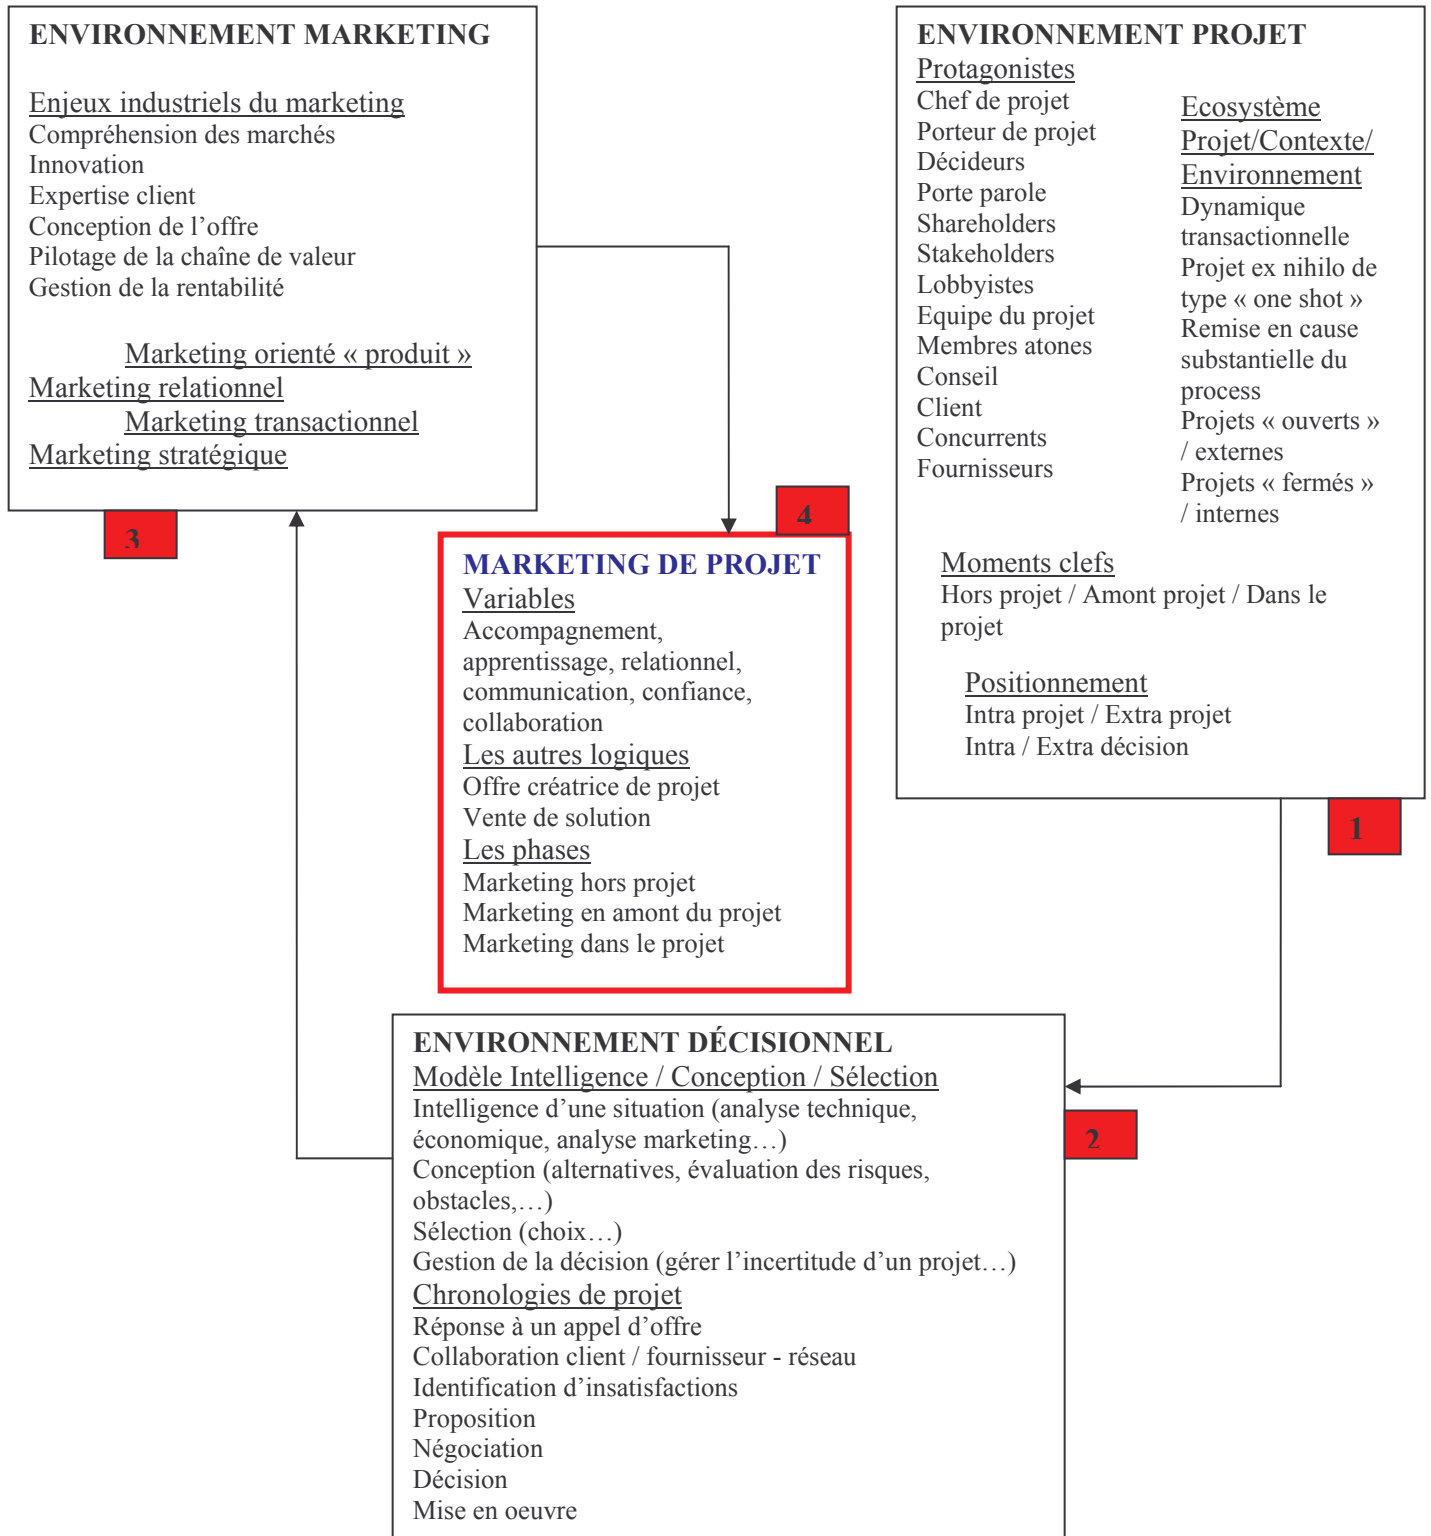 ENVIRONNEMENT MARKETING
Enjeux industriels du marketing
Compréhension des marchés
Innovation
Expertise client
Conception de l’offre
Pilotage de la chaîne de valeur
Gestion de la rentabilité
Marketing orienté « produit »
Marketing relationnel
Marketing transactionnel
Marketing stratégique
3
ENVIRONNEMENT PROJET
Protagonistes
Chef de projet
Porteur de projet
Décideurs
Porte parole
Shareholders
Stakeholders
Lobbyistes
Equipe du projet
Membres atones
Conseil
Client
Concurrents
Fournisseurs
Ecosystème
Projet/Contexte/
Environnement
Dynamique
transactionnelle
Projet ex nihilo de
type « one shot »
Remise en cause
substantielle du
process
Projets « ouverts »
/ externes
Projets « fermés »
/ internes
Moments clefs
Hors projet / Amont projet / Dans le
projet
Positionnement
Intra projet / Extra projet
Intra / Extra décision
1
4
MARKETING DE PROJET
Variables
Accompagnement,
apprentissage, relationnel,
communication, confiance,
collaboration
Les autres logiques
Offre créatrice de projet
Vente de solution
Les phases
Marketing hors projet
Marketing en amont du projet
Marketing dans le projet
ENVIRONNEMENT DÉCISIONNEL
Modèle Intelligence / Conception / Sélection
Intelligence d’une situation (analyse technique,
économique, analyse marketing…)
Conception (alternatives, évaluation des risques,
obstacles,…)
Sélection (choix…)
Gestion de la décision (gérer l’incertitude d’un projet…)
Chronologies de projet
Réponse à un appel d’offre
Collaboration client / fournisseur - réseau
Identification d’insatisfactions
Proposition
Négociation
Décision
Mise en oeuvre
2